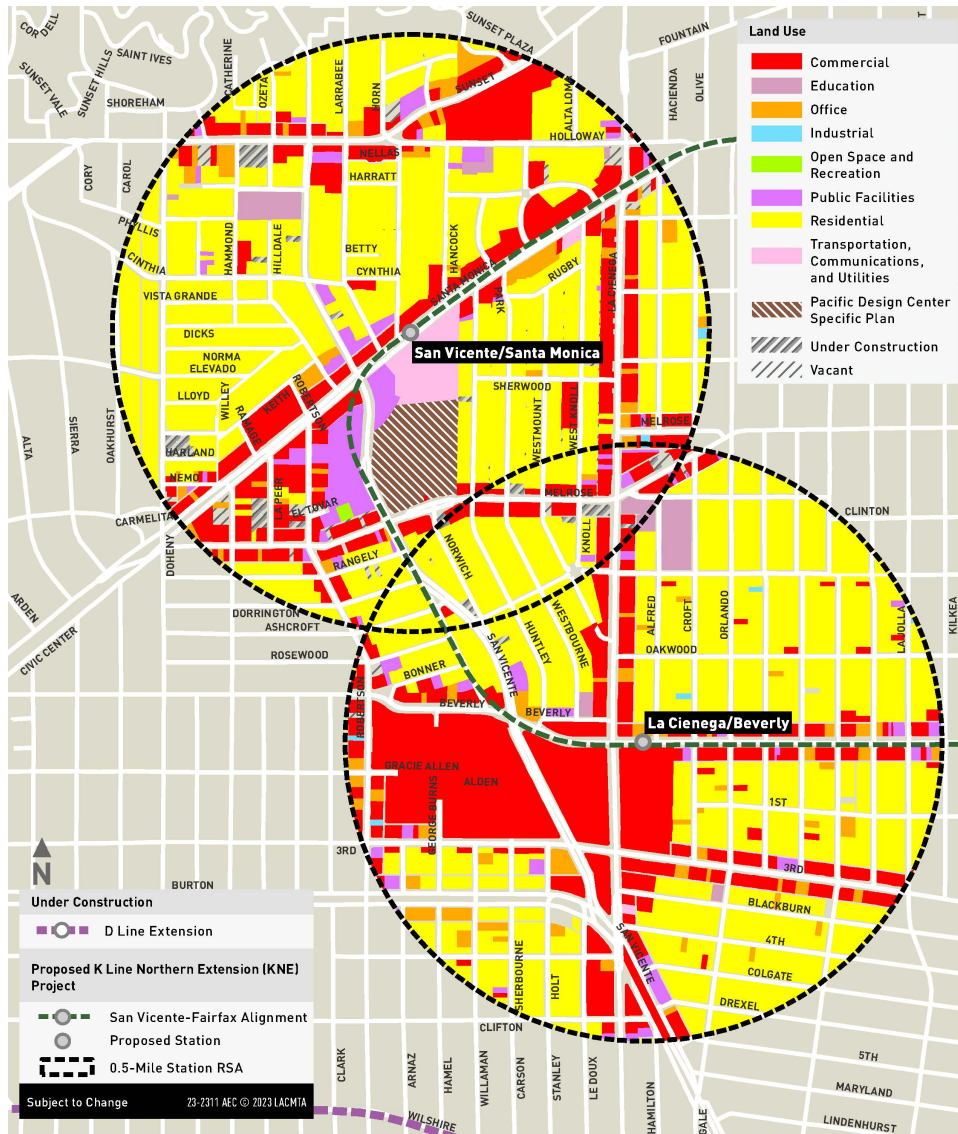 COR DELL
SAINT IVES
SUNSET HILLS
SUNSET VALE
SHOREHAM
CATHERINE
OZETA
LARRABEE
HORN
SUNSET PLAZA
SUNSET
ALTA LOMA
FOUNTAIN
HACIENDA
OLIVE
HOLLOWAY
NELLAS
HARRATT
CORY
CAROL
PHYLLIS
CINTHIA
HAMMOND
HILLDALE
BETTY
CYNTHIA
HANCOCK
SANTA MONICA
PARK
RUGBY
LA CIENEGA
VISTA GRANDE
DICKS
NORMA
ELEVADO
LLOYD
WILLEY
KEITH
ROBERTSON
RAMAGE
HARLAND
NEMO
LA PEER
EL TOVAR
CARMELITA
DOHENY
San Vicente/Santa Monica
SHERWOOD
WESTMOUNT
WEST KNOLL
MELROSE
MELROSE
ALTA
SIERRA
OAKHURST
ARDEN
CIVIC CENTER
RANGELY
NORWICH
KNOLL
CLINTON
DORRINGTON
ASHCROFT
ROSEWOOD
BONNER
SAN VICENTE
HUNTLEY
WESTBOURNE
ALFRED
CROFT
ORLANDO
OAKWOOD
LAJOLLA
KILKEA
ROBERTSON
BEVERLY
BEVERLY
La Cienega/Beverly
GRACIE ALLEN
ALDEN
GEORGE BURNS
1ST
3RD
3RD
BURTON
BLACKBURN
4TH
COLGATE
DREXEL
SAN VICENTE
SHERBOURNE
HOLT
CLIFTON
CLARK
ARNAZ
HAMEL
WILLAMAN
CARSON
STANLEY
LE DOUX
HAMILTON
GALE
5TH
MARYLAND
LINDENHURST
WILSHIRE
Land Use
Commercial
Education
Office
Industrial
Open Space and
Recreation
Public Facilities
Residential
Transportation,
Communications,
and Utilities
Pacific Design Center
Specific Plan
Under Construction
Vacant
N
Under Construction
D Line Extension
Proposed K Line Northern Extension (KNE)
Project
San Vicente-Fairfax Alignment
Proposed Station
0.5-Mile Station RSA
Subject to Change
23-2311 AEC © 2023 LACMTA